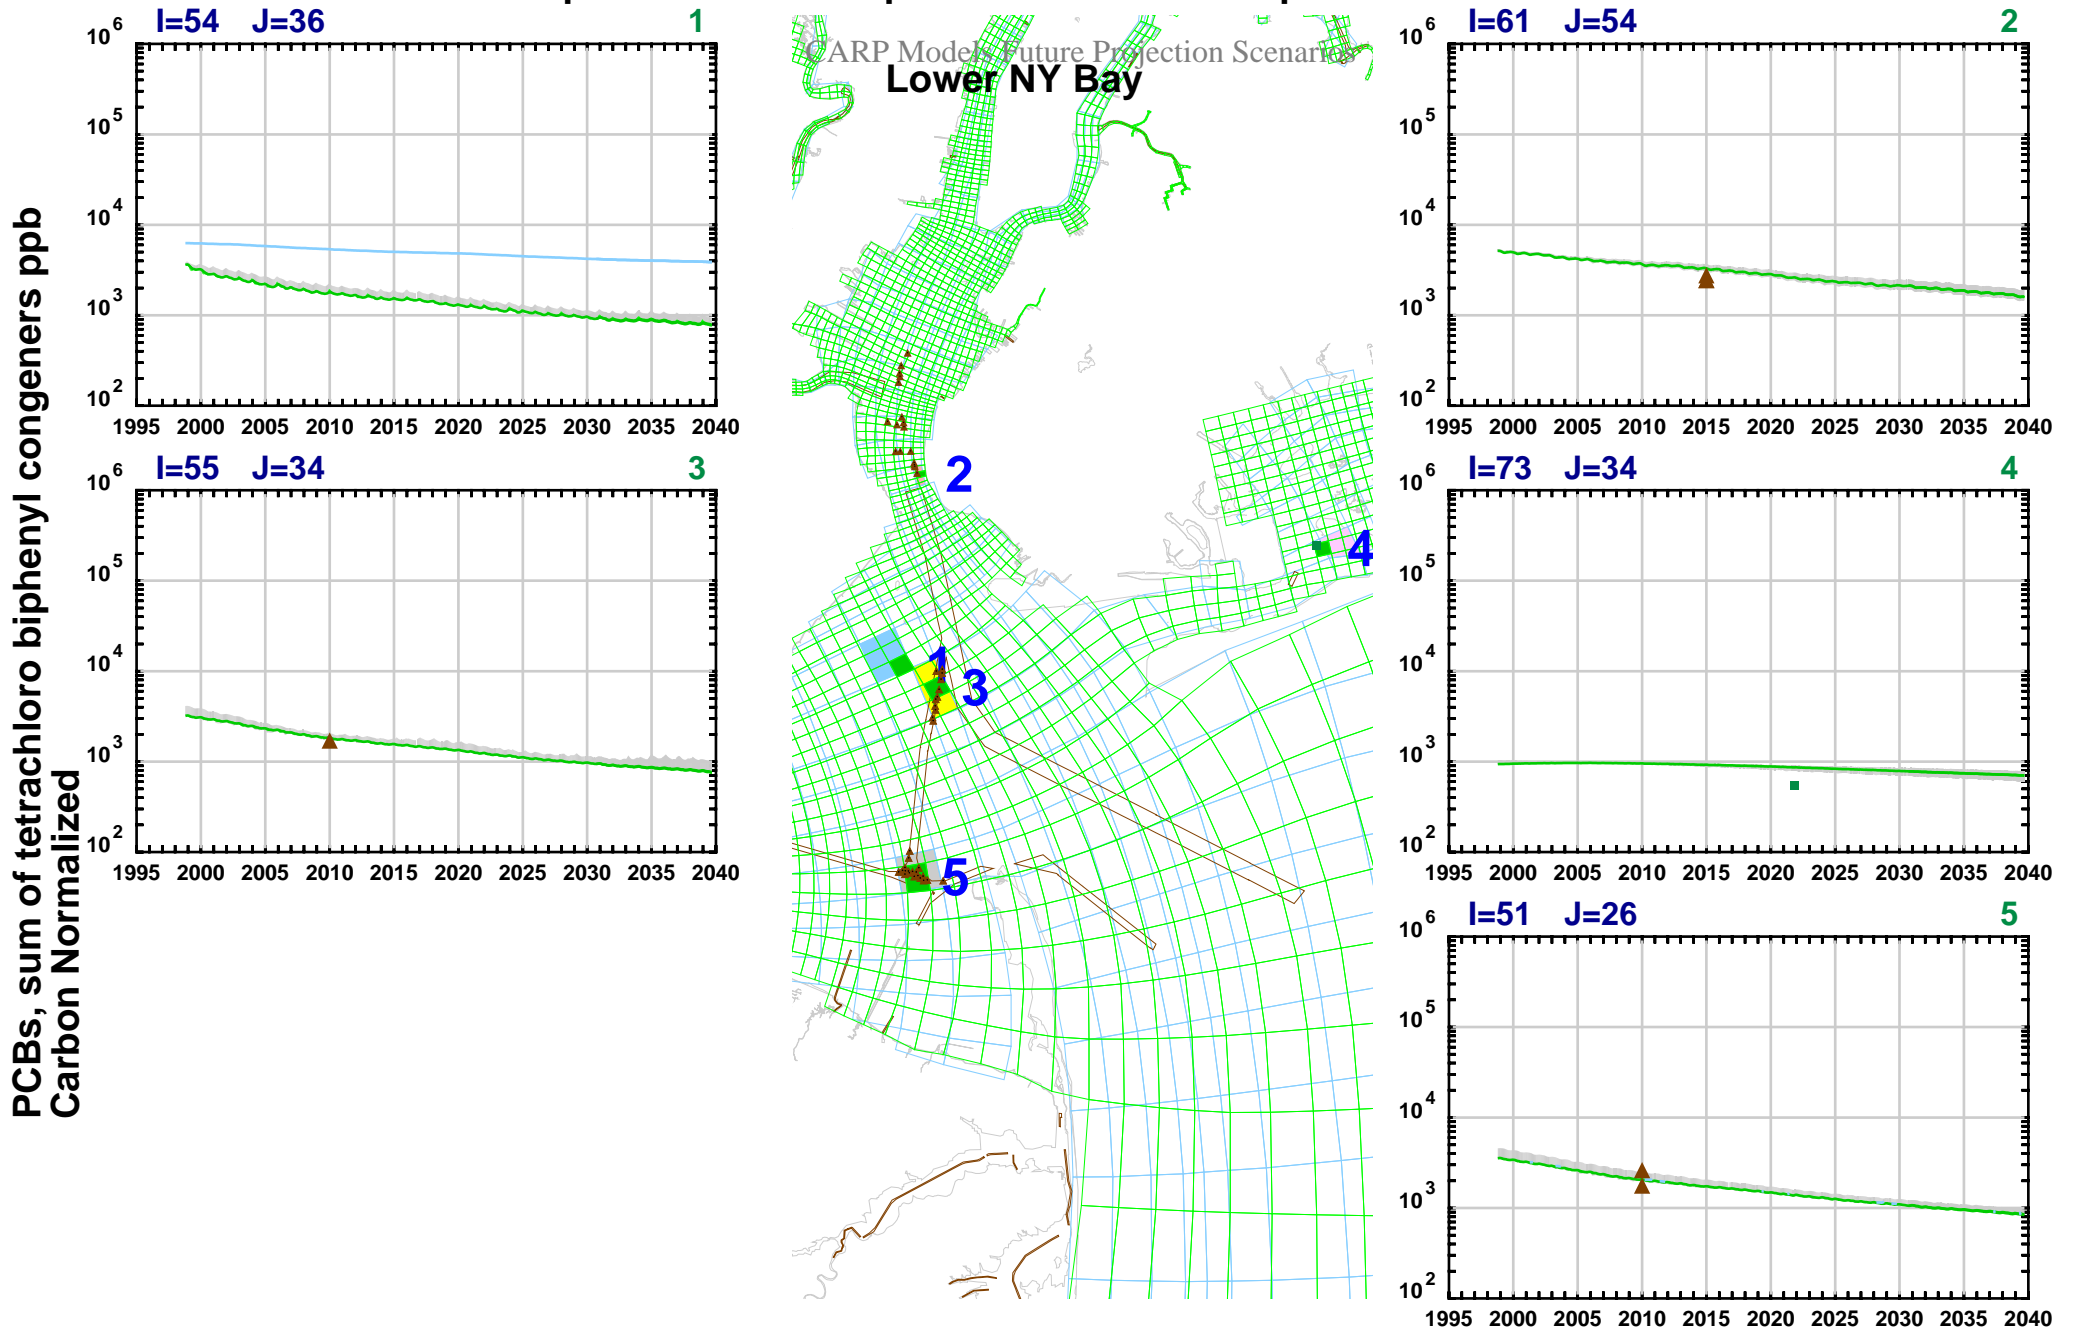 I=54 J=36 1
10^6
10^5
10^4
10^3
10^2
1995 2000 2005 2010 2015 2020 2025 2030 2035 2040
I=55 J=34 3
10^6
10^5
10^4
10^3
10^2
1995 2000 2005 2010 2015 2020 2025 2030 2035 2040
PCBs, sum of tetrachloro biphenyl congeners ppb
Carbon Normalized
CARP Models Future Projection Scenarios
Lower NY Bay
2
4
1
3
5
I=61 J=54 2
10^6
10^5
10^4
10^3
10^2
1995 2000 2005 2010 2015 2020 2025 2030 2035 2040
I=73 J=34 4
10^6
10^5
10^4
10^3
10^2
1995 2000 2005 2010 2015 2020 2025 2030 2035 2040
I=51 J=26 5
10^6
10^5
10^4
10^3
10^2
1995 2000 2005 2010 2015 2020 2025 2030 2035 2040